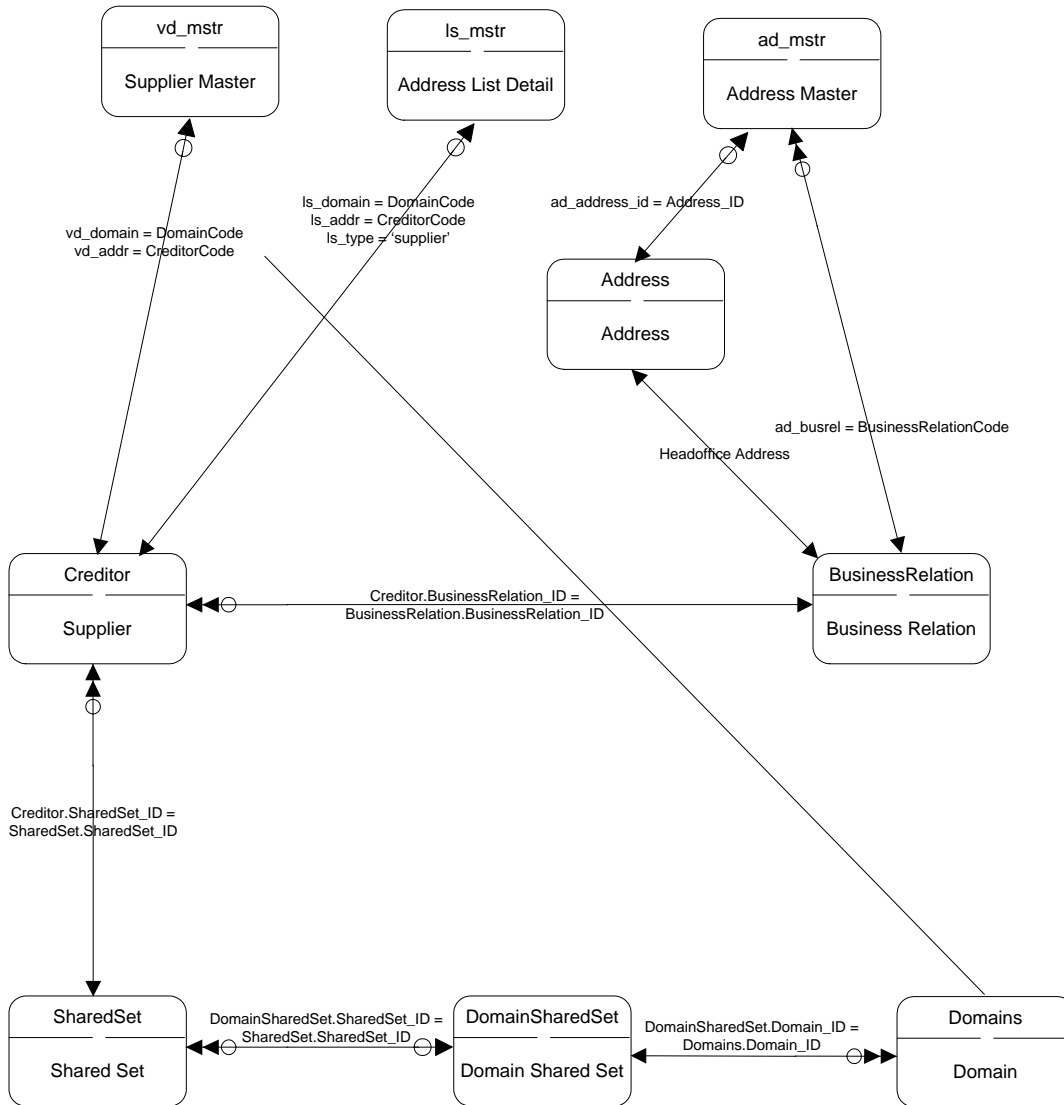 vd_mstr
Supplier Master
ls_mstr
Address List Detail
ad_mstr
Address Master
ls_domain = DomainCode
ls_addr = CreditorCode
ls_type = ‘supplier’
ad_address_id = Address_ID
vd_domain = DomainCode
vd_addr = CreditorCode
Address
Address
ad_busrel = BusinessRelationCode
Headoffice Address
Creditor
Supplier
Creditor.BusinessRelation_ID =
BusinessRelation.BusinessRelation_ID
BusinessRelation
Business Relation
Creditor.SharedSet_ID =
SharedSet.SharedSet_ID
SharedSet
Shared Set
DomainSharedSet.SharedSet_ID =
SharedSet.SharedSet_ID
DomainSharedSet
Domain Shared Set
DomainSharedSet.Domain_ID =
Domains.Domain_ID
Domains
Domain